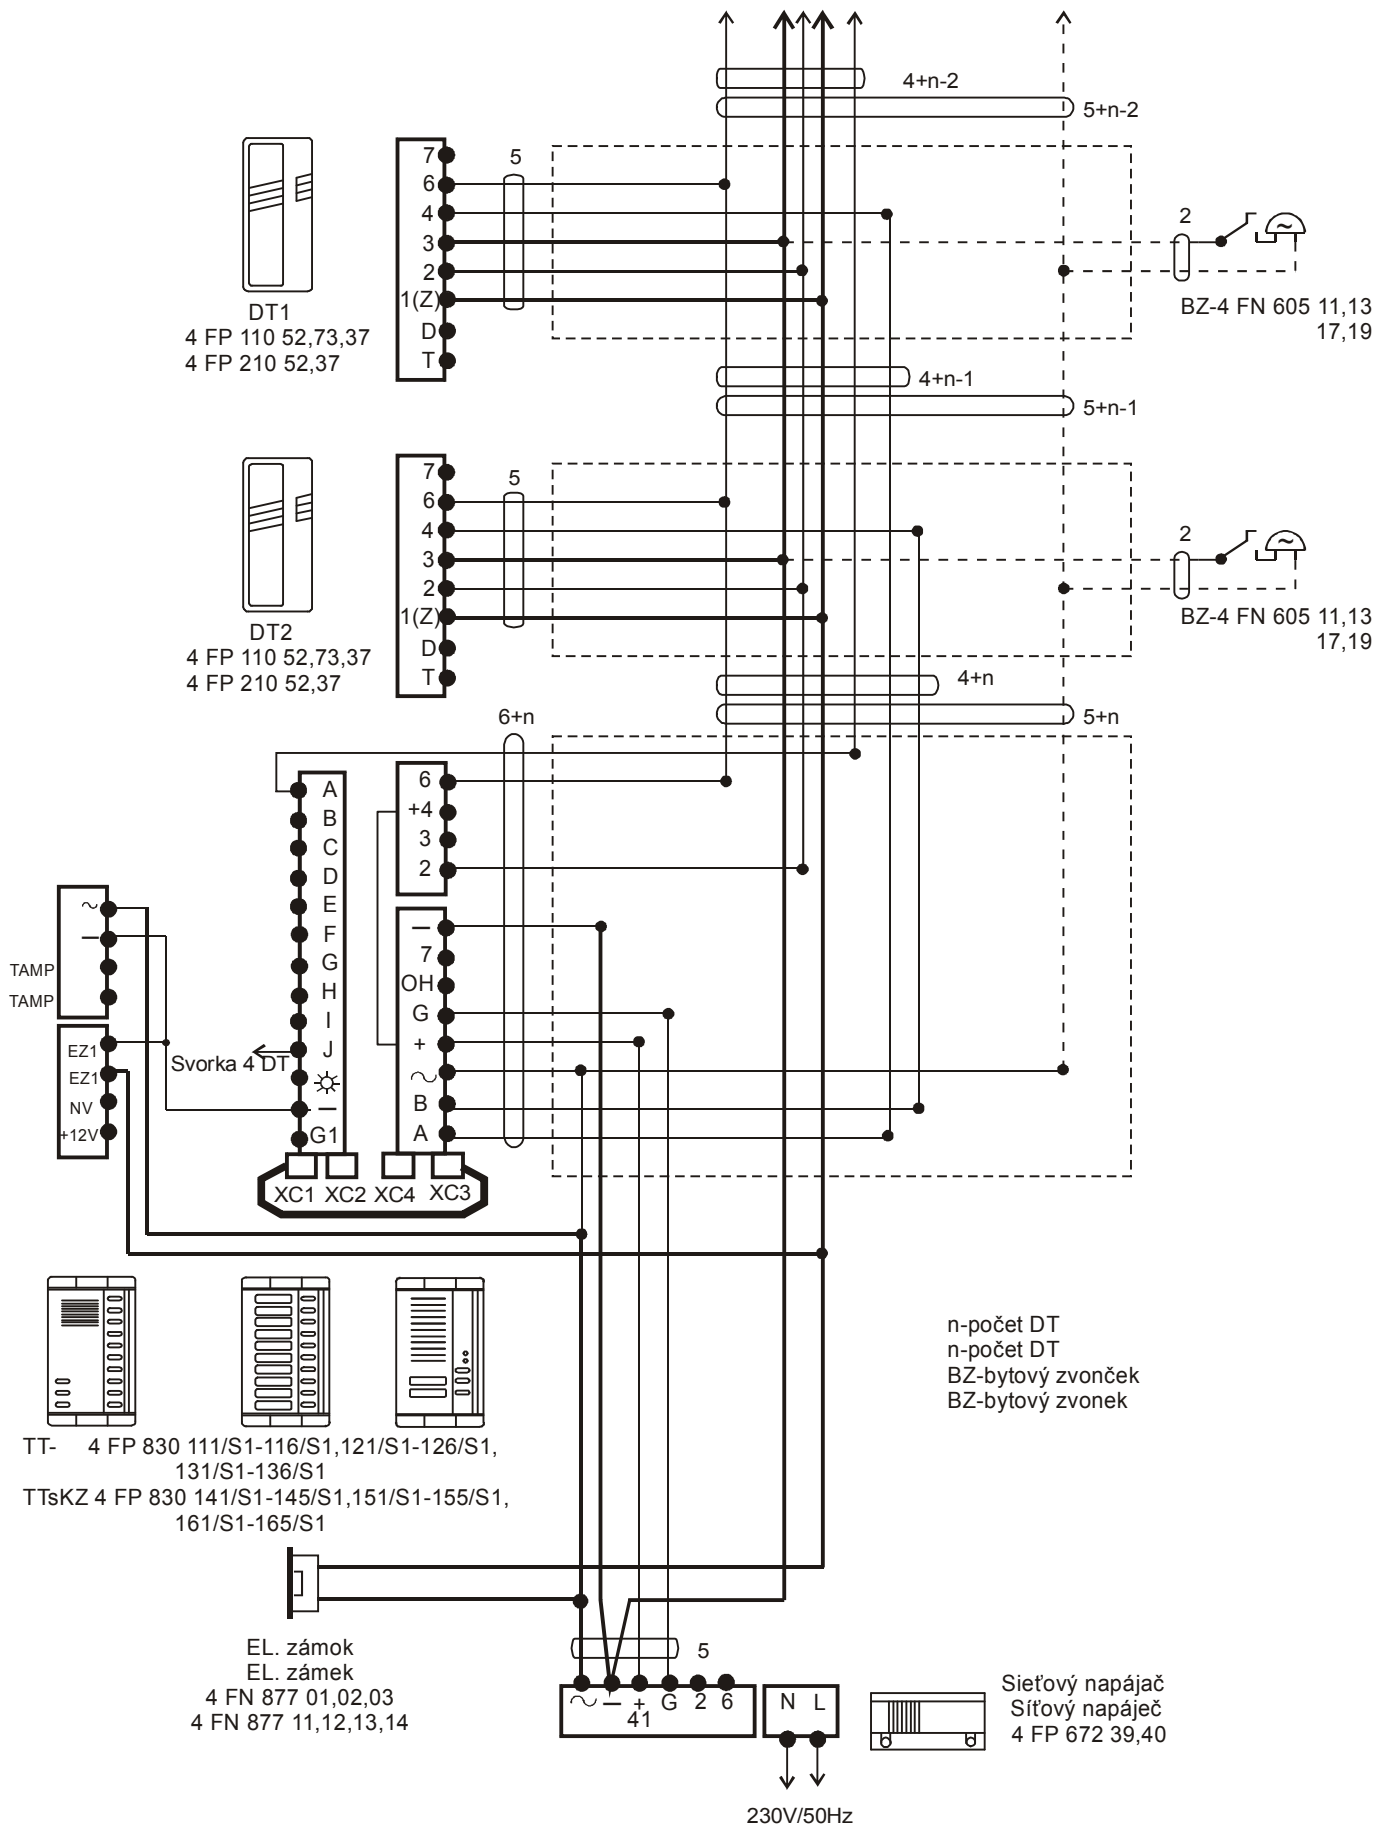 4+n-2
5+n-2
7
6
4
3
2
1(Z)
D
T
5
2
DT1
4 FP 110 52,73,37
4 FP 210 52,37
BZ-4 FN 605 11,13
17,19
~
4+n-1
5+n-1
7
6
4
3
2
1(Z)
D
T
5
2
DT2
4 FP 110 52,73,37
4 FP 210 52,37
BZ-4 FN 605 11,13
17,19
~
4+n
5+n
6+n
A
B
C
D
E
F
G
H
I
J
—
G1
6
+4
3
2
—
7
OH
G
+
~
B
A
~
—
TAMP
TAMP
EZ1
EZ1
NV
+12V
Svorka 4 DT
XC1 XC2 XC4 XC3
n-počet DT
n-počet DT
BZ-bytový zvonček
BZ-bytový zvonek
TT- 4 FP 830 111/S1-116/S1,121/S1-126/S1,
131/S1-136/S1
TTsKZ 4 FP 830 141/S1-145/S1,151/S1-155/S1,
161/S1-165/S1
EL. zámok
EL. zámek
4 FN 877 01,02,03
4 FN 877 11,12,13,14
5
~ — + G 2 6
41
N L
Sieťový napájač
Síťový napáječ
4 FP 672 39,40
230V/50Hz